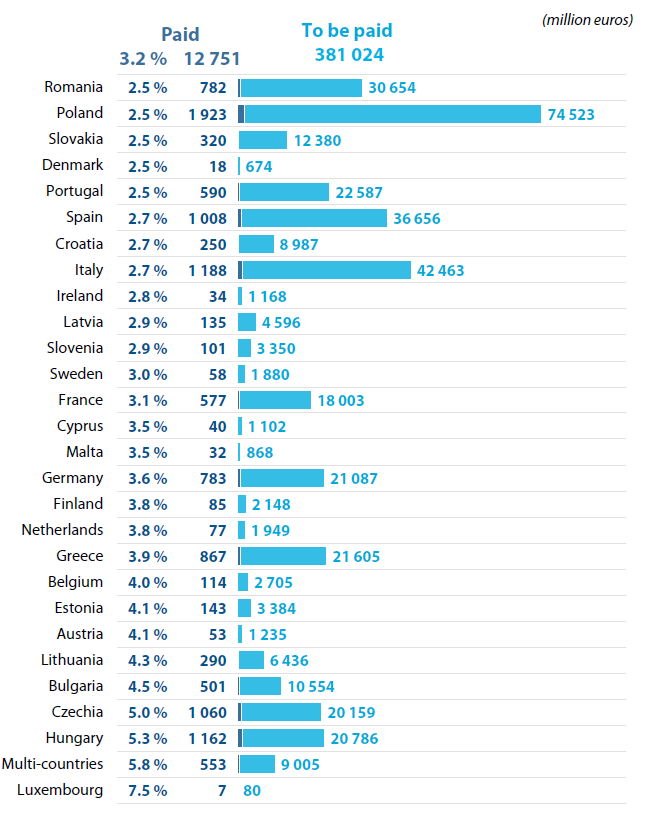 (million euros)
Paid To be paid
3.2 % 12 751 381 024
Romania 2.5 % 782 30 654
Poland 2.5 % 1 923 74 523
Slovakia 2.5 % 320 12 380
Denmark 2.5 % 18 674
Portugal 2.5 % 590 22 587
Spain 2.7 % 1 008 36 656
Croatia 2.7 % 250 8 987
Italy 2.7 % 1 188 42 463
Ireland 2.8 % 34 1 168
Latvia 2.9 % 135 4 596
Slovenia 2.9 % 101 3 350
Sweden 3.0 % 58 1 880
France 3.1 % 577 18 003
Cyprus 3.5 % 40 1 102
Malta 3.5 % 32 868
Germany 3.6 % 783 21 087
Finland 3.8 % 85 2 148
Netherlands 3.8 % 77 1 949
Greece 3.9 % 867 21 605
Belgium 4.0 % 114 2 705
Estonia 4.1 % 143 3 384
Austria 4.1 % 53 1 235
Lithuania 4.3 % 290 6 436
Bulgaria 4.5 % 501 10 554
Czechia 5.0 % 1 060 20 159
Hungary 5.3 % 1 162 20 786
Multi-countries 5.8 % 553 9 005
Luxembourg 7.5 % 7 80